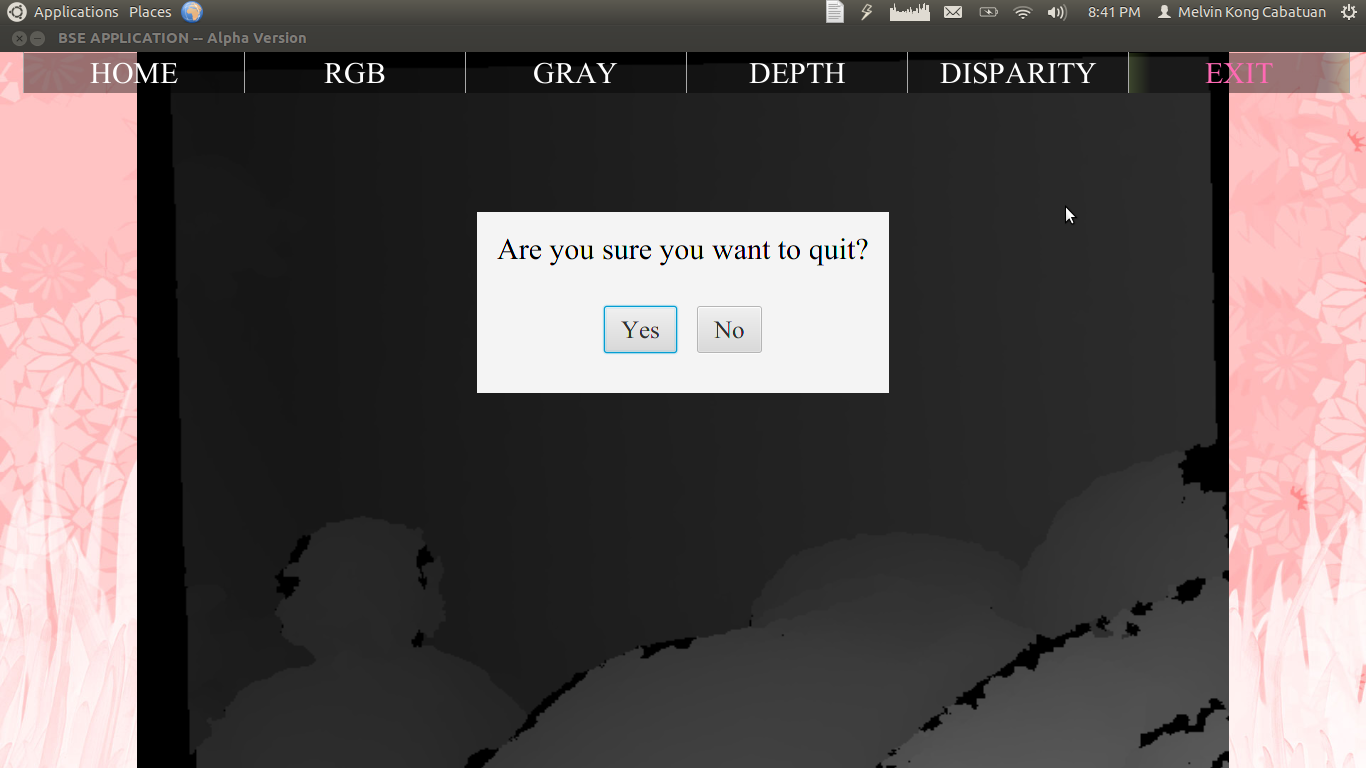 Applications Places 8:41 PM Melvin Kong Cabatuan
BSE APPLICATION -- Alpha Version
HOME RGB GRAY DEPTH DISPARITY EXIT
Are you sure you want to quit?
Yes No